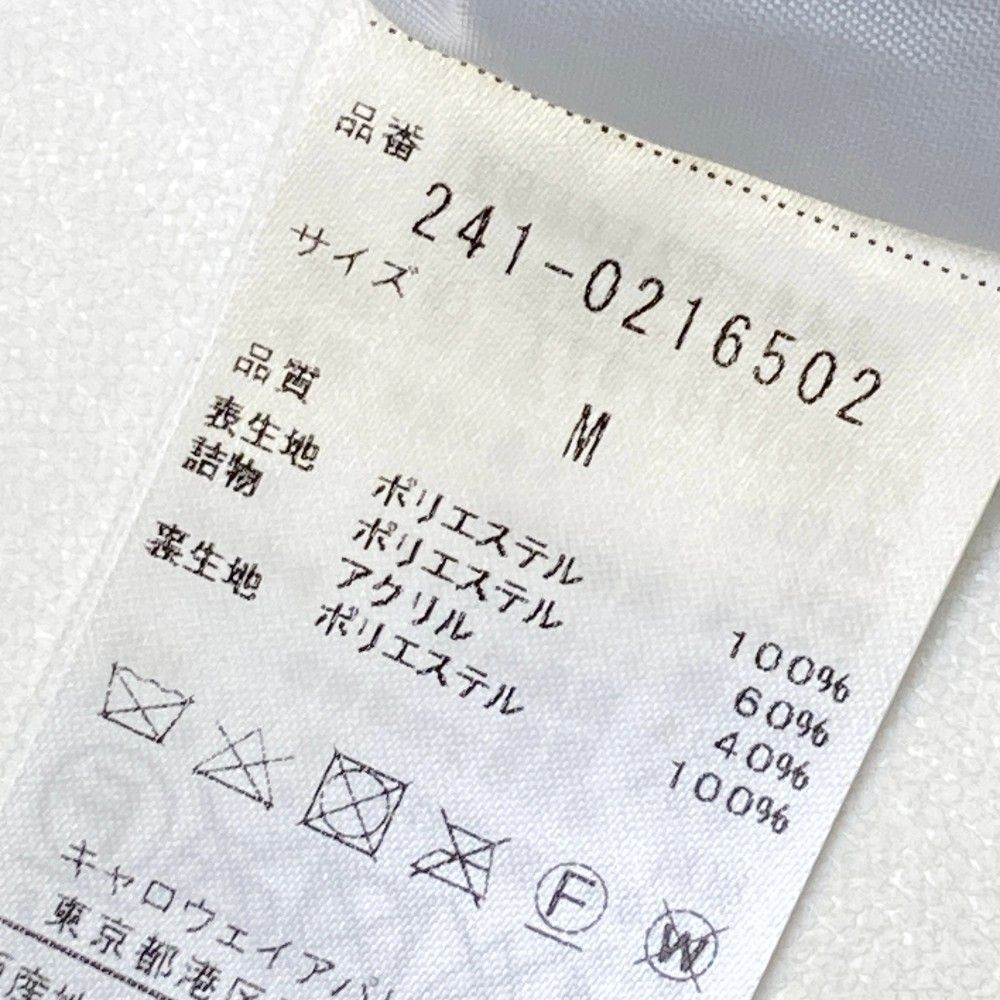 品番
241-0216502
サイズ
M
品質
表生地 ポリエステル 100%
詰物 ポリエステル 60%
アクリル 40%
裏生地 ポリエステル 100%
F W
キャロウェイアパ
東京都港区
産地